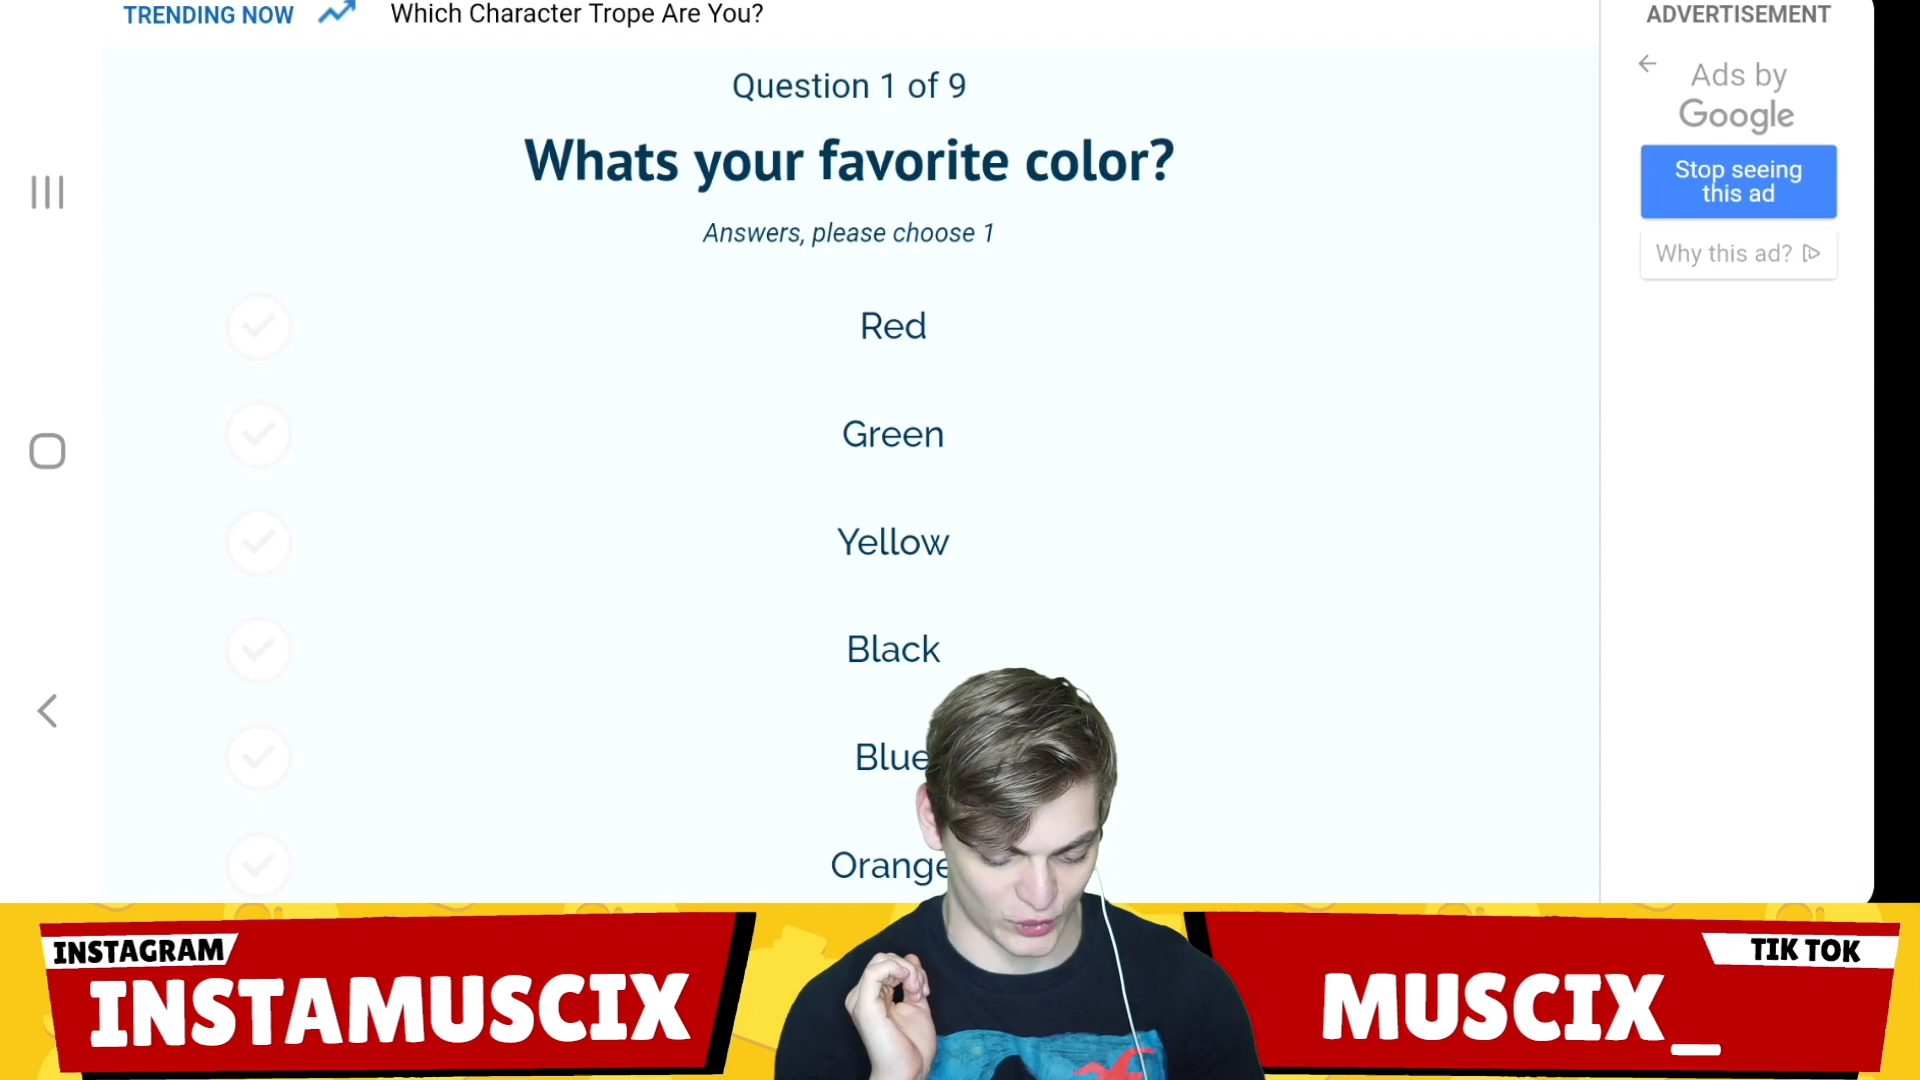 TRENDING NOW
Which Character Trope Are You?
ADVERTISEMENT
Question 1 of 9
Whats your favorite color?
Answers, please choose 1
Red
Green
Yellow
Black
Blue
Orange
Ads by
Google
Stop seeing
this ad
Why this ad?
INSTAGRAM
INSTAMUSCIX
TIK TOK
MUSCIX_